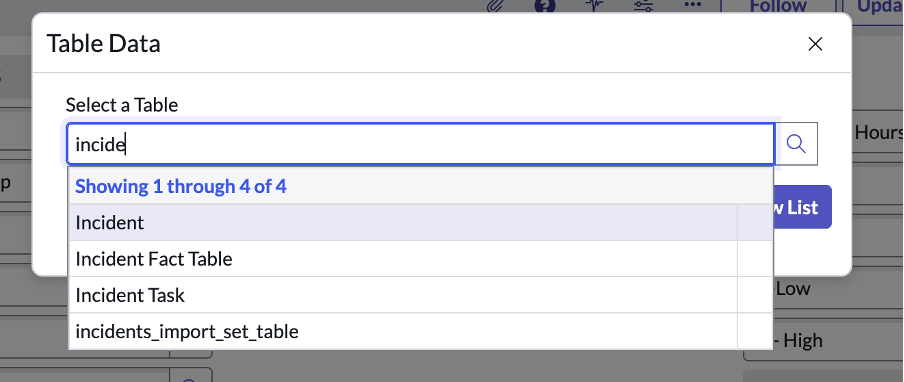 Follow
Upda
Table Data
Select a Table
incide
Hours
Showing 1 through 4 of 4
p
w List
Incident
Incident Fact Table
Incident Task
-Low
incidents_import_set_table
- High